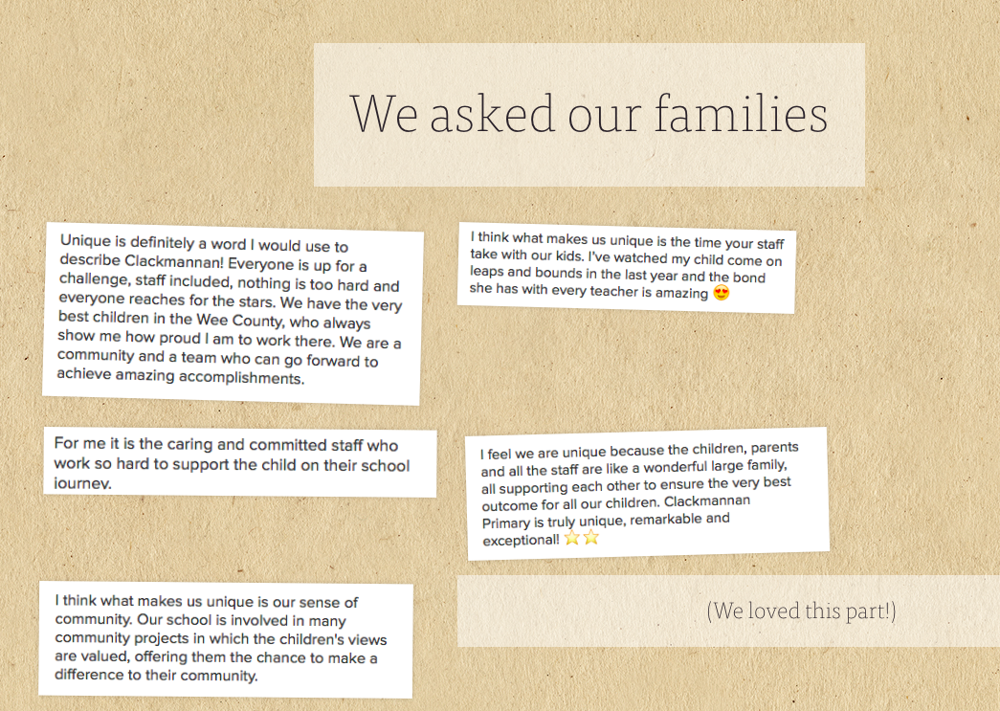 We asked our families
Unique is definitely a word I would use to
describe Clackmannan! Everyone is up for a
challenge, staff included, nothing is too hard and
everyone reaches for the stars. We have the very
best children in the Wee County, who always
show me how proud I am to work there. We are a
community and a team who can go forward to
achieve amazing accomplishments.
I think what makes us unique is the time your staff
take with our kids. I've watched my child come on
leaps and bounds in the last year and the bond
she has with every teacher is amazing 😍
For me it is the caring and committed staff who
work so hard to support the child on their school
journey.
I feel we are unique because the children, parents
and all the staff are like a wonderful large family,
all supporting each other to ensure the very best
outcome for all our children. Clackmannan
Primary is truly unique, remarkable and
exceptional! ⭐⭐
I think what makes us unique is our sense of
community. Our school is involved in many
community projects in which the children's views
are valued, offering them the chance to make a
difference to their community.
(We loved this part!)